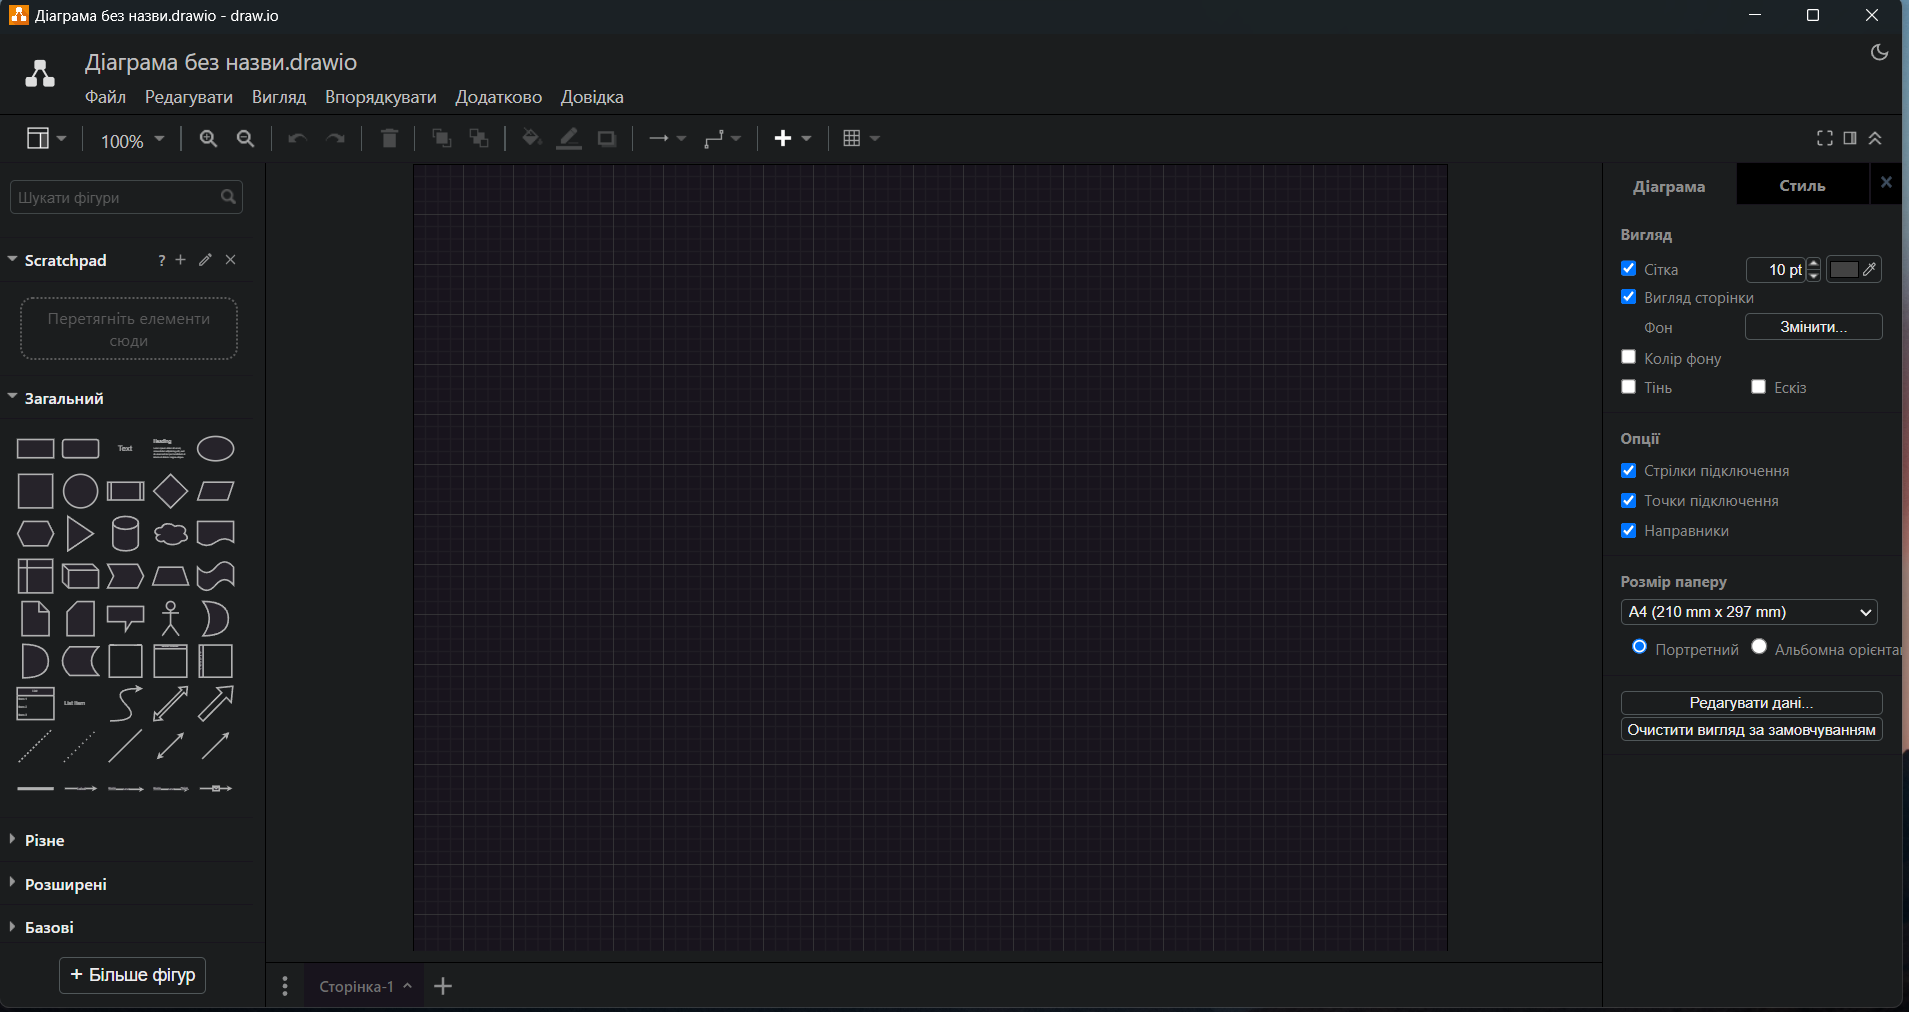 Діаграма без назви.drawio - draw.io
Діаграма без назви.drawio
Файл Редагувати Вигляд Впорядкувати Додатково Довідка
100%
Шукати фігури
Scratchpad ? +
Перетягніть елементи
сюди
Загальний
Text
Heading
List Item
Різне
Розширені
Базові
+ Більше фігур
Сторінка-1
Діаграма Стиль
Вигляд
Сітка 10 pt
Вигляд сторінки
Фон Змінити...
Колір фону
Тінь Ескіз
Опції
Стрілки підключення
Точки підключення
Направники
Розмір паперу
A4 (210 mm x 297 mm)
Портретний Альбомна орієнта
Редагувати дані...
Очистити вигляд за замовчуванням